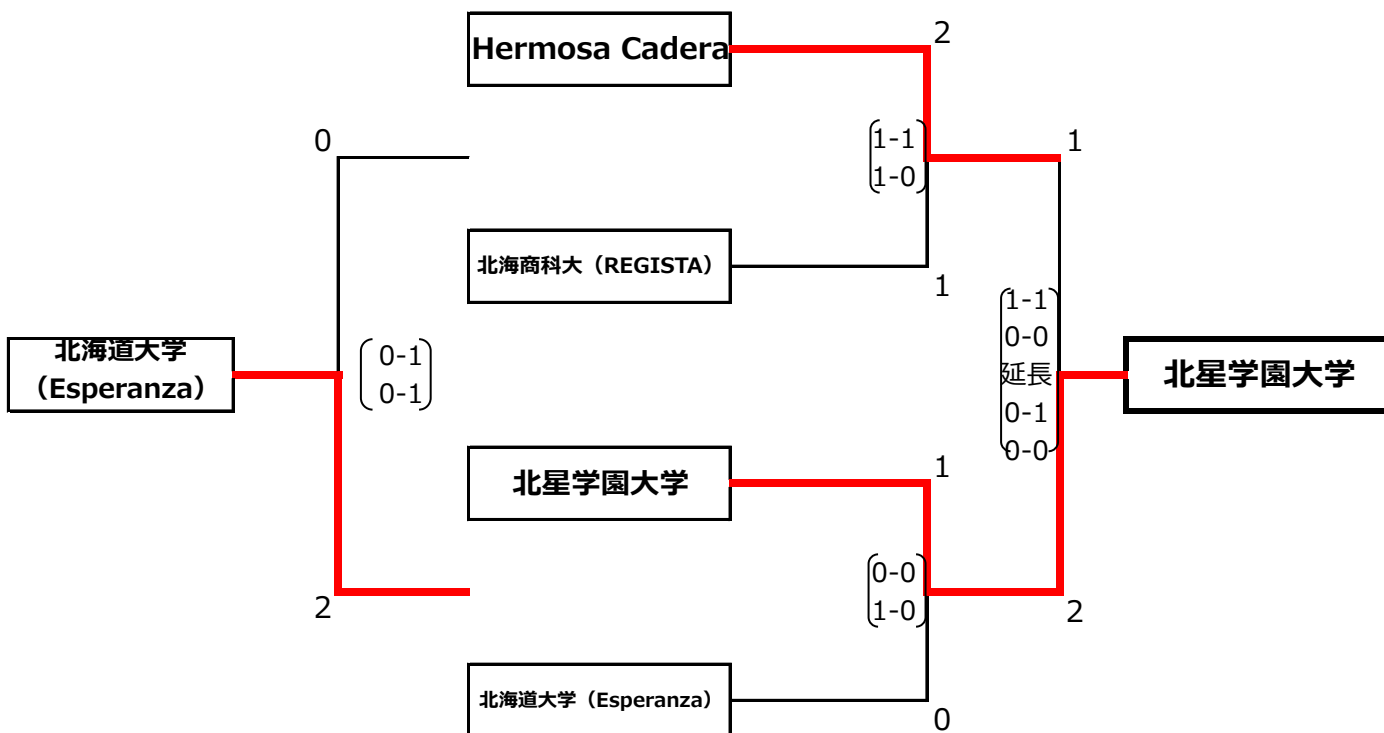 Hermosa Cadera
2
0
1-1
1-0
1
北海商科大（REGISTA）
1
1-1
0-0
延長
0-1
0-0
北海道大学
（Esperanza）
0-1
0-1
北星学園大学
北星学園大学
1
0-0
1-0
2
2
北海道大学（Esperanza）
0